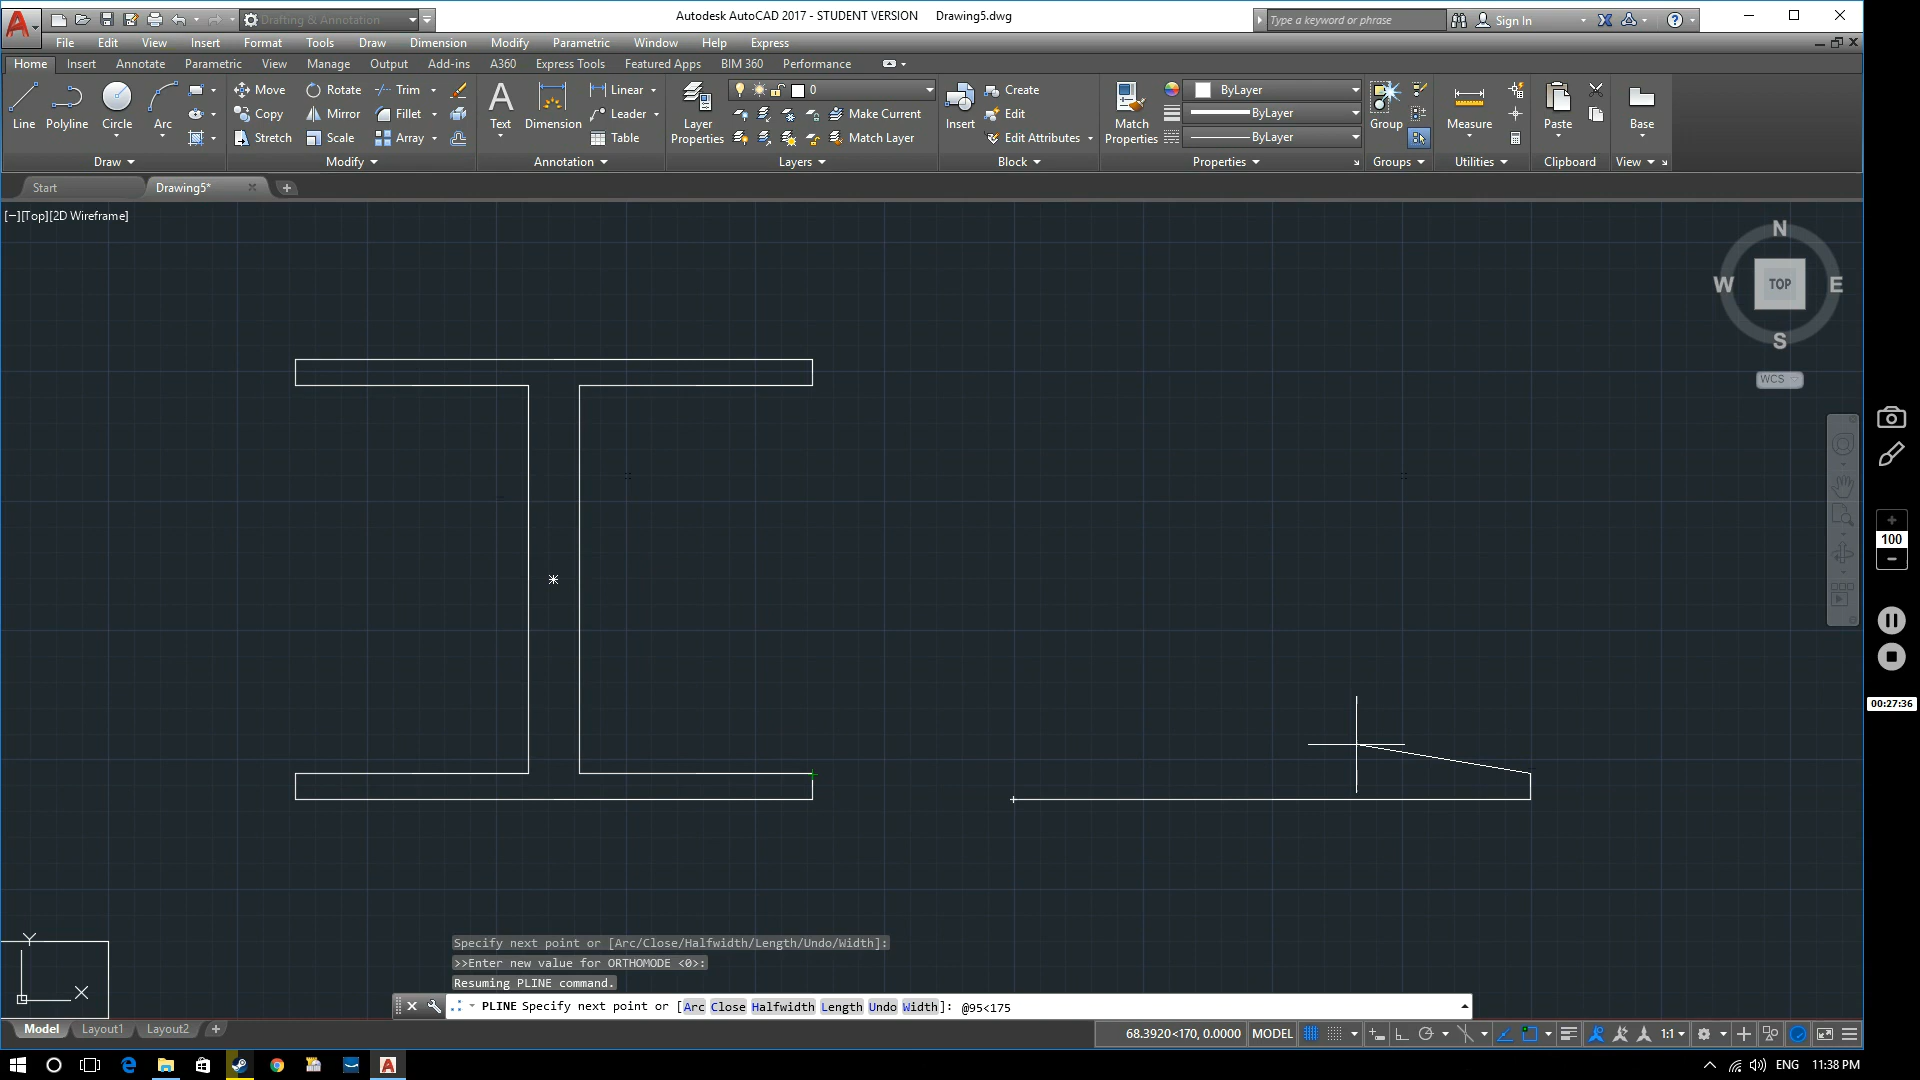 Drafting & Annotation
Autodesk AutoCAD 2017 - STUDENT VERSION Drawing5.dwg
Type a keyword or phrase
Sign In
File Edit View Insert Format Tools Draw Dimension Modify Parametric Window Help Express
Home Insert Annotate Parametric View Manage Output Add-ins A360 Express Tools Featured Apps BIM 360 Performance
Line Polyline Circle Arc
Move Rotate Trim
Copy Mirror Fillet
Stretch Scale Array
Text Dimension
Linear
Leader
Table
Layer Properties
0
Make Current
Match Layer
Insert
Create
Edit
Edit Attributes
Match Properties
ByLayer
ByLayer
ByLayer
Group
Measure
Paste
Base
Draw Modify Annotation Layers Block Properties Groups Utilities Clipboard View
Start Drawing5*
[−][Top][2D Wireframe]
N
W TOP E
S
WCS
100
00:27:36
Y
X
Specify next point or [Arc/Close/Halfwidth/Length/Undo/Width]:
>>Enter new value for ORTHOMODE <0>:
Resuming PLINE command.
PLINE Specify next point or [Arc Close Halfwidth Length Undo Width]: @95<175
Model Layout1 Layout2
68.3920<170, 0.0000 MODEL 1:1
ENG 11:38 PM